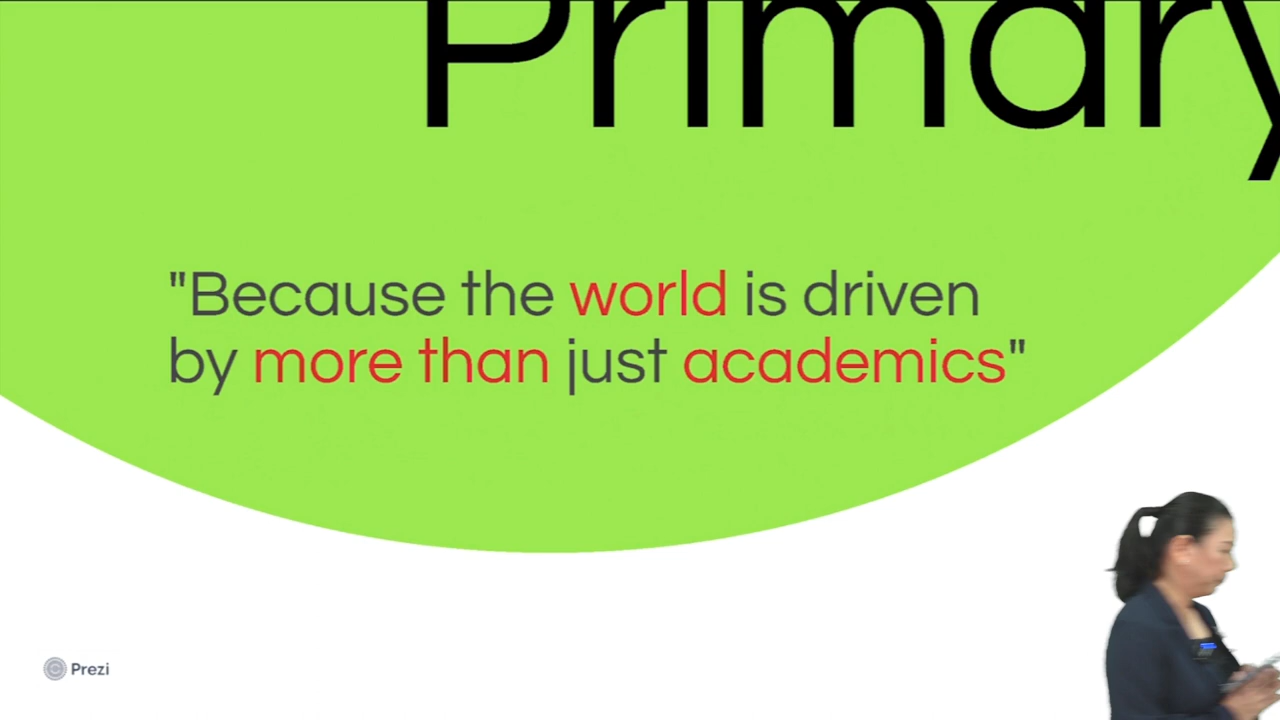 Primary
"Because the world is driven
by more than just academics"
Prezi